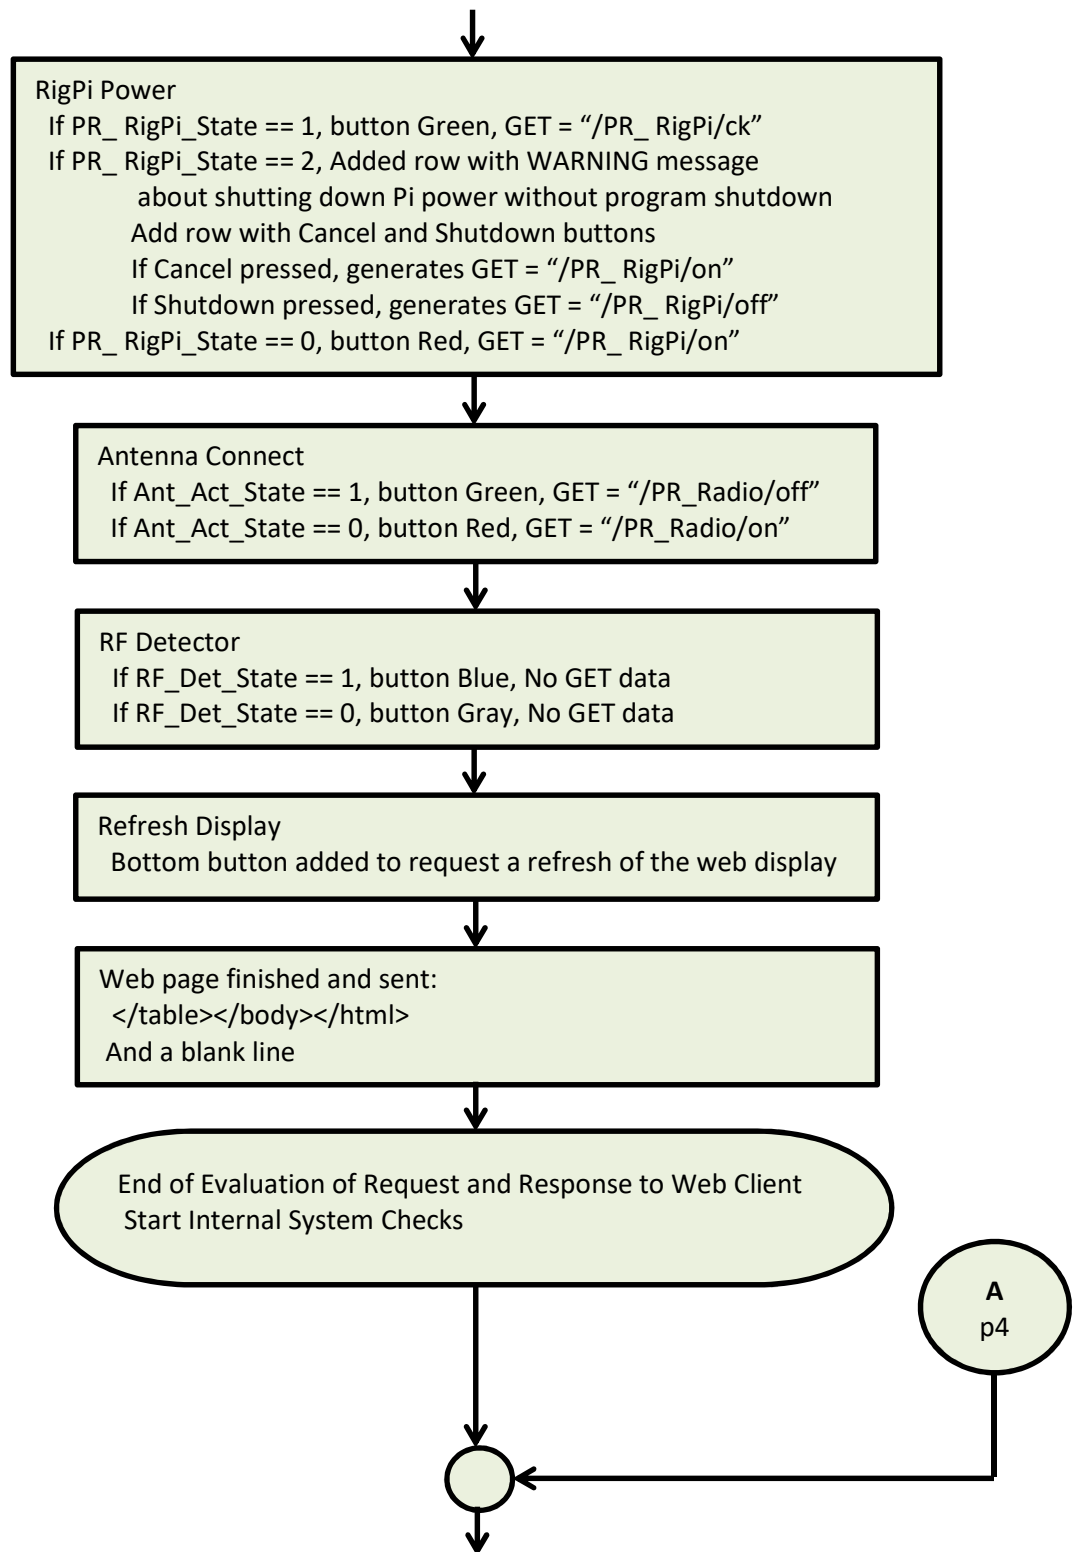 RigPi Power
If PR_ RigPi_State == 1, button Green, GET = “/PR_ RigPi/ck”
If PR_ RigPi_State == 2, Added row with WARNING message
about shutting down Pi power without program shutdown
Add row with Cancel and Shutdown buttons
If Cancel pressed, generates GET = “/PR_ RigPi/on”
If Shutdown pressed, generates GET = “/PR_ RigPi/off”
If PR_ RigPi_State == 0, button Red, GET = “/PR_ RigPi/on”
Antenna Connect
If Ant_Act_State == 1, button Green, GET = “/PR_Radio/off”
If Ant_Act_State == 0, button Red, GET = “/PR_Radio/on”
RF Detector
If RF_Det_State == 1, button Blue, No GET data
If RF_Det_State == 0, button Gray, No GET data
Refresh Display
Bottom button added to request a refresh of the web display
Web page finished and sent:
</table></body></html>
And a blank line
End of Evaluation of Request and Response to Web Client
Start Internal System Checks
A
p4